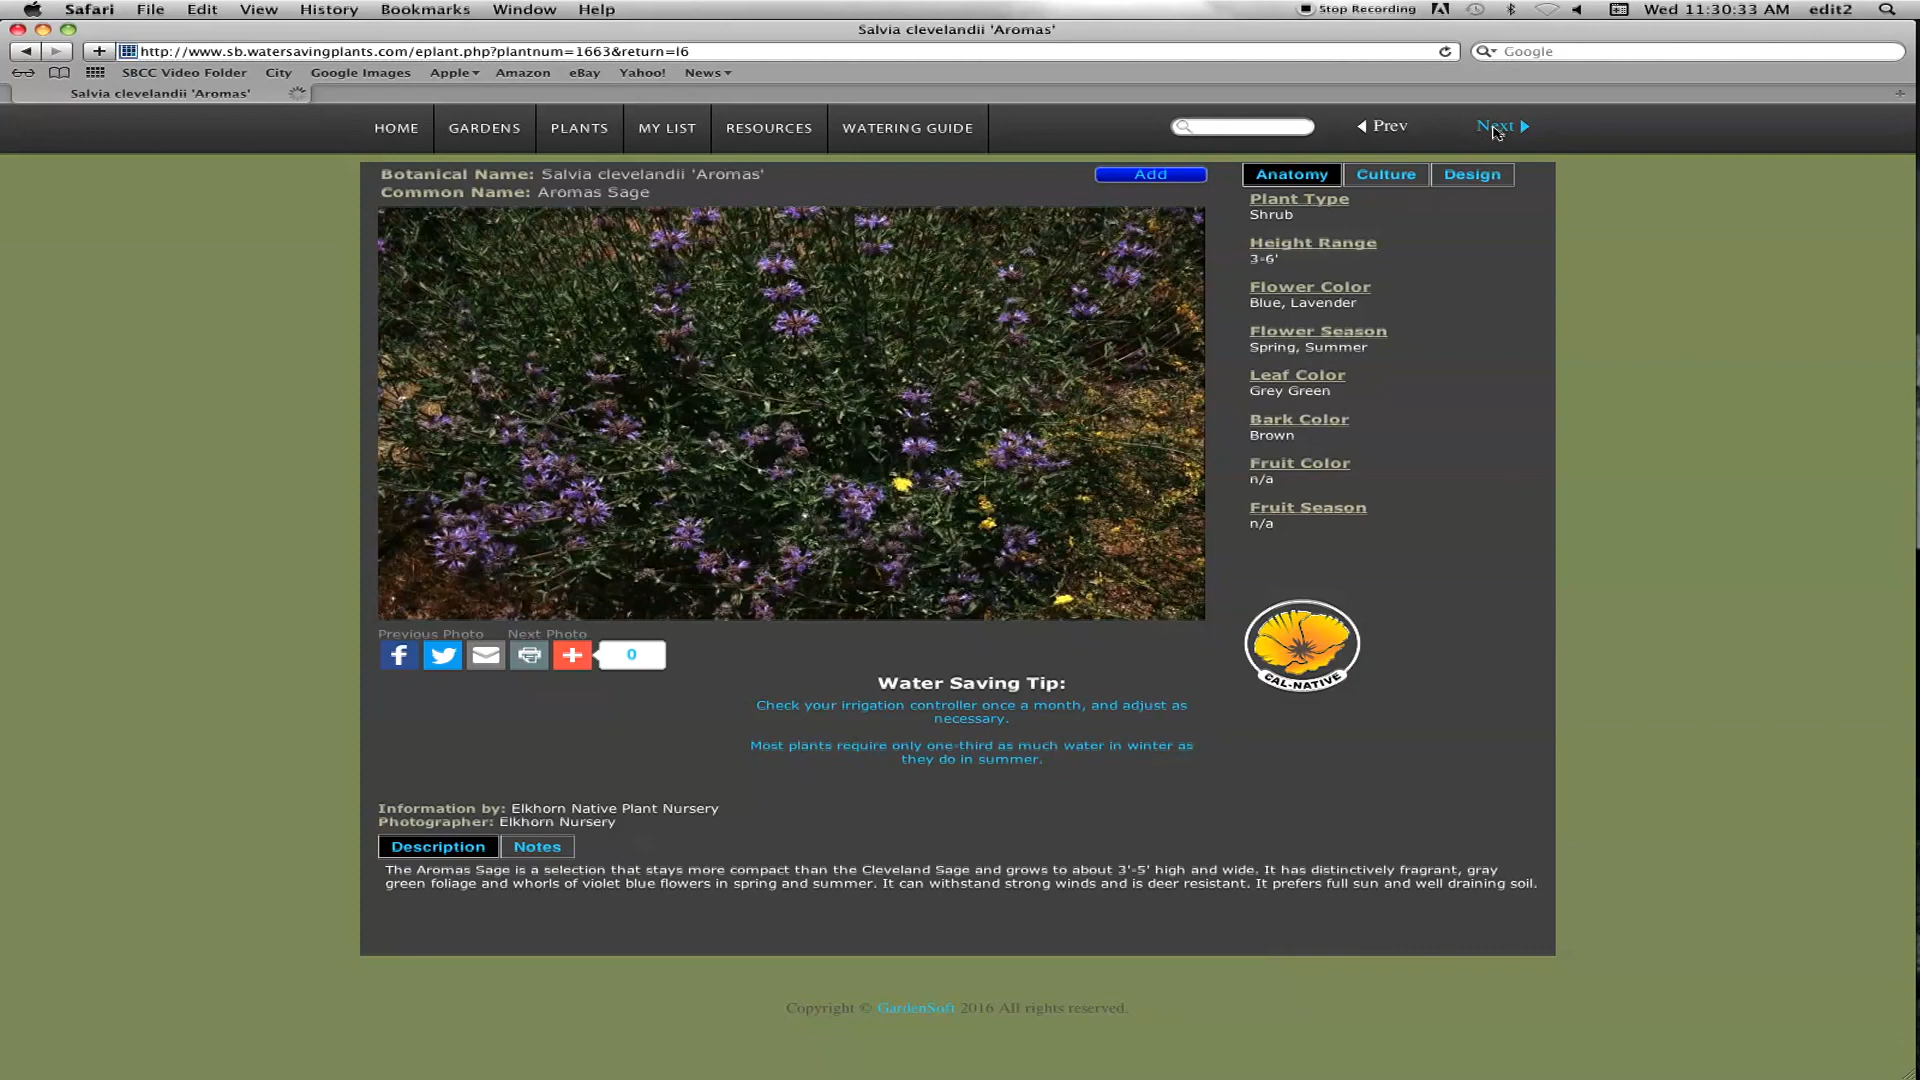 Safari File Edit View History Bookmarks Window Help Stop Recording Wed 11:30:33 AM edit2
Salvia clevelandii 'Aromas'
http://www.sb.watersavingplants.com/eplant.php?plantnum=1663&return=l6 Google
SBCC Video Folder City Google Images Apple Amazon eBay Yahoo! News
Salvia clevelandii 'Aromas'
HOME GARDENS PLANTS MY LIST RESOURCES WATERING GUIDE Prev Next
Botanical Name: Salvia clevelandii 'Aromas' Add Anatomy Culture Design
Common Name: Aromas Sage
Plant Type
Shrub
Height Range
3-6'
Flower Color
Blue, Lavender
Flower Season
Spring, Summer
Leaf Color
Grey Green
Bark Color
Brown
Fruit Color
n/a
Fruit Season
n/a
CAL-NATIVE
Previous Photo Next Photo
0
Water Saving Tip:
Check your irrigation controller once a month, and adjust as
necessary.
Most plants require only one-third as much water in winter as
they do in summer.
Information by: Elkhorn Native Plant Nursery
Photographer: Elkhorn Nursery
Description Notes
The Aromas Sage is a selection that stays more compact than the Cleveland Sage and grows to about 3'-5' high and wide. It has distinctively fragrant, gray
green foliage and whorls of violet blue flowers in spring and summer. It can withstand strong winds and is deer resistant. It prefers full sun and well draining soil.
Copyright © GardenSoft 2016 All rights reserved.